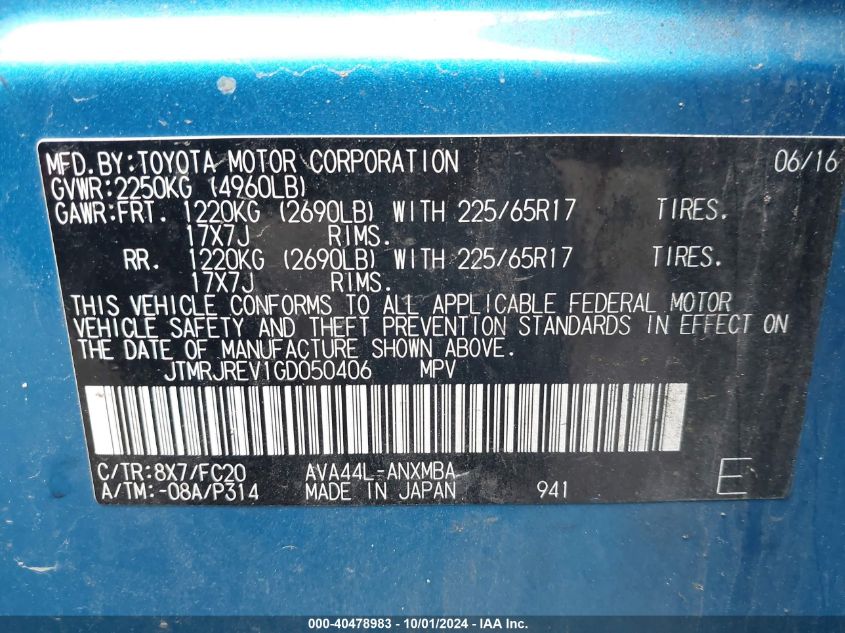 MFD.BY:TOYOTA MOTOR CORPORATION 06/16
GVWR:2250KG (4960LB)
GAWR:FRT. 1220KG (2690LB) WITH 225/65R17 TIRES.
17X7J RIMS.
RR. 1220KG (2690LB) WITH 225/65R17 TIRES.
17X7J RIMS.
THIS VEHICLE CONFORMS TO ALL APPLICABLE FEDERAL MOTOR
VEHICLE SAFETY AND THEFT PREVENTION STANDARDS IN EFFECT ON
THE DATE OF MANUFACTURE SHOWN ABOVE.
JTMRJREV1GD050406 MPV
C/TR:8X7/FC20 AVA44L-ANXMBA
A/TM:-08A/P314 MADE IN JAPAN 941 E
000-40478983 - 10/01/2024 - IAA, Inc.